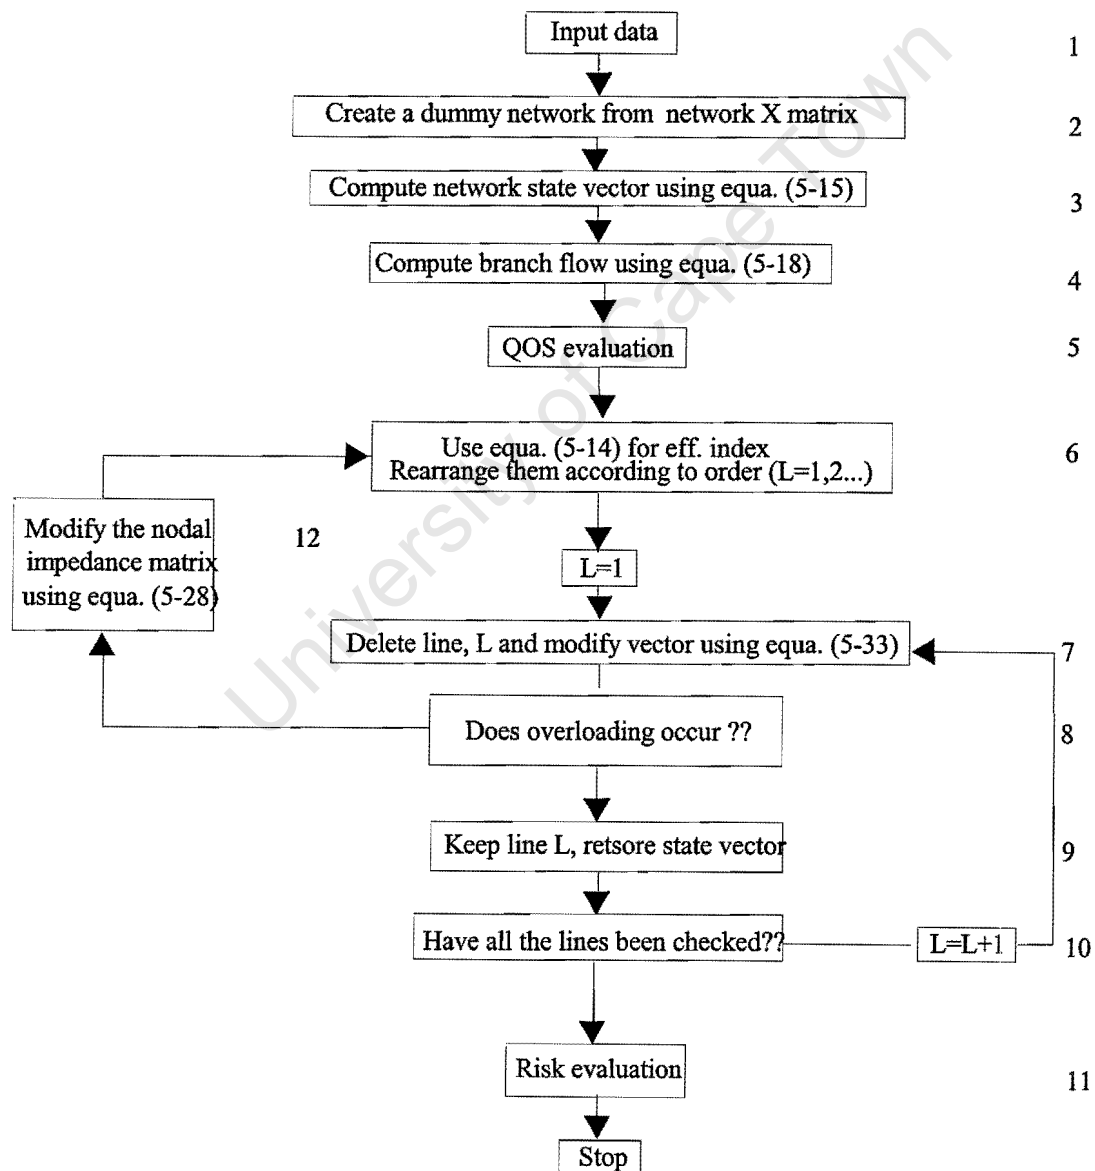 Input data
1
Create a dummy network from network X matrix
2
Compute network state vector using equa. (5-15)
3
Compute branch flow using equa. (5-18)
4
QOS evaluation
5
Use equa. (5-14) for eff. index
Rearrange them according to order (L=1,2...)
6
Modify the nodal
impedance matrix
using equa. (5-28)
12
L=1
Delete line, L and modify vector using equa. (5-33)
7
Does overloading occur ??
8
Keep line L, retsore state vector
9
Have all the lines been checked??
L=L+1
10
Risk evaluation
11
Stop
University of Cape Town